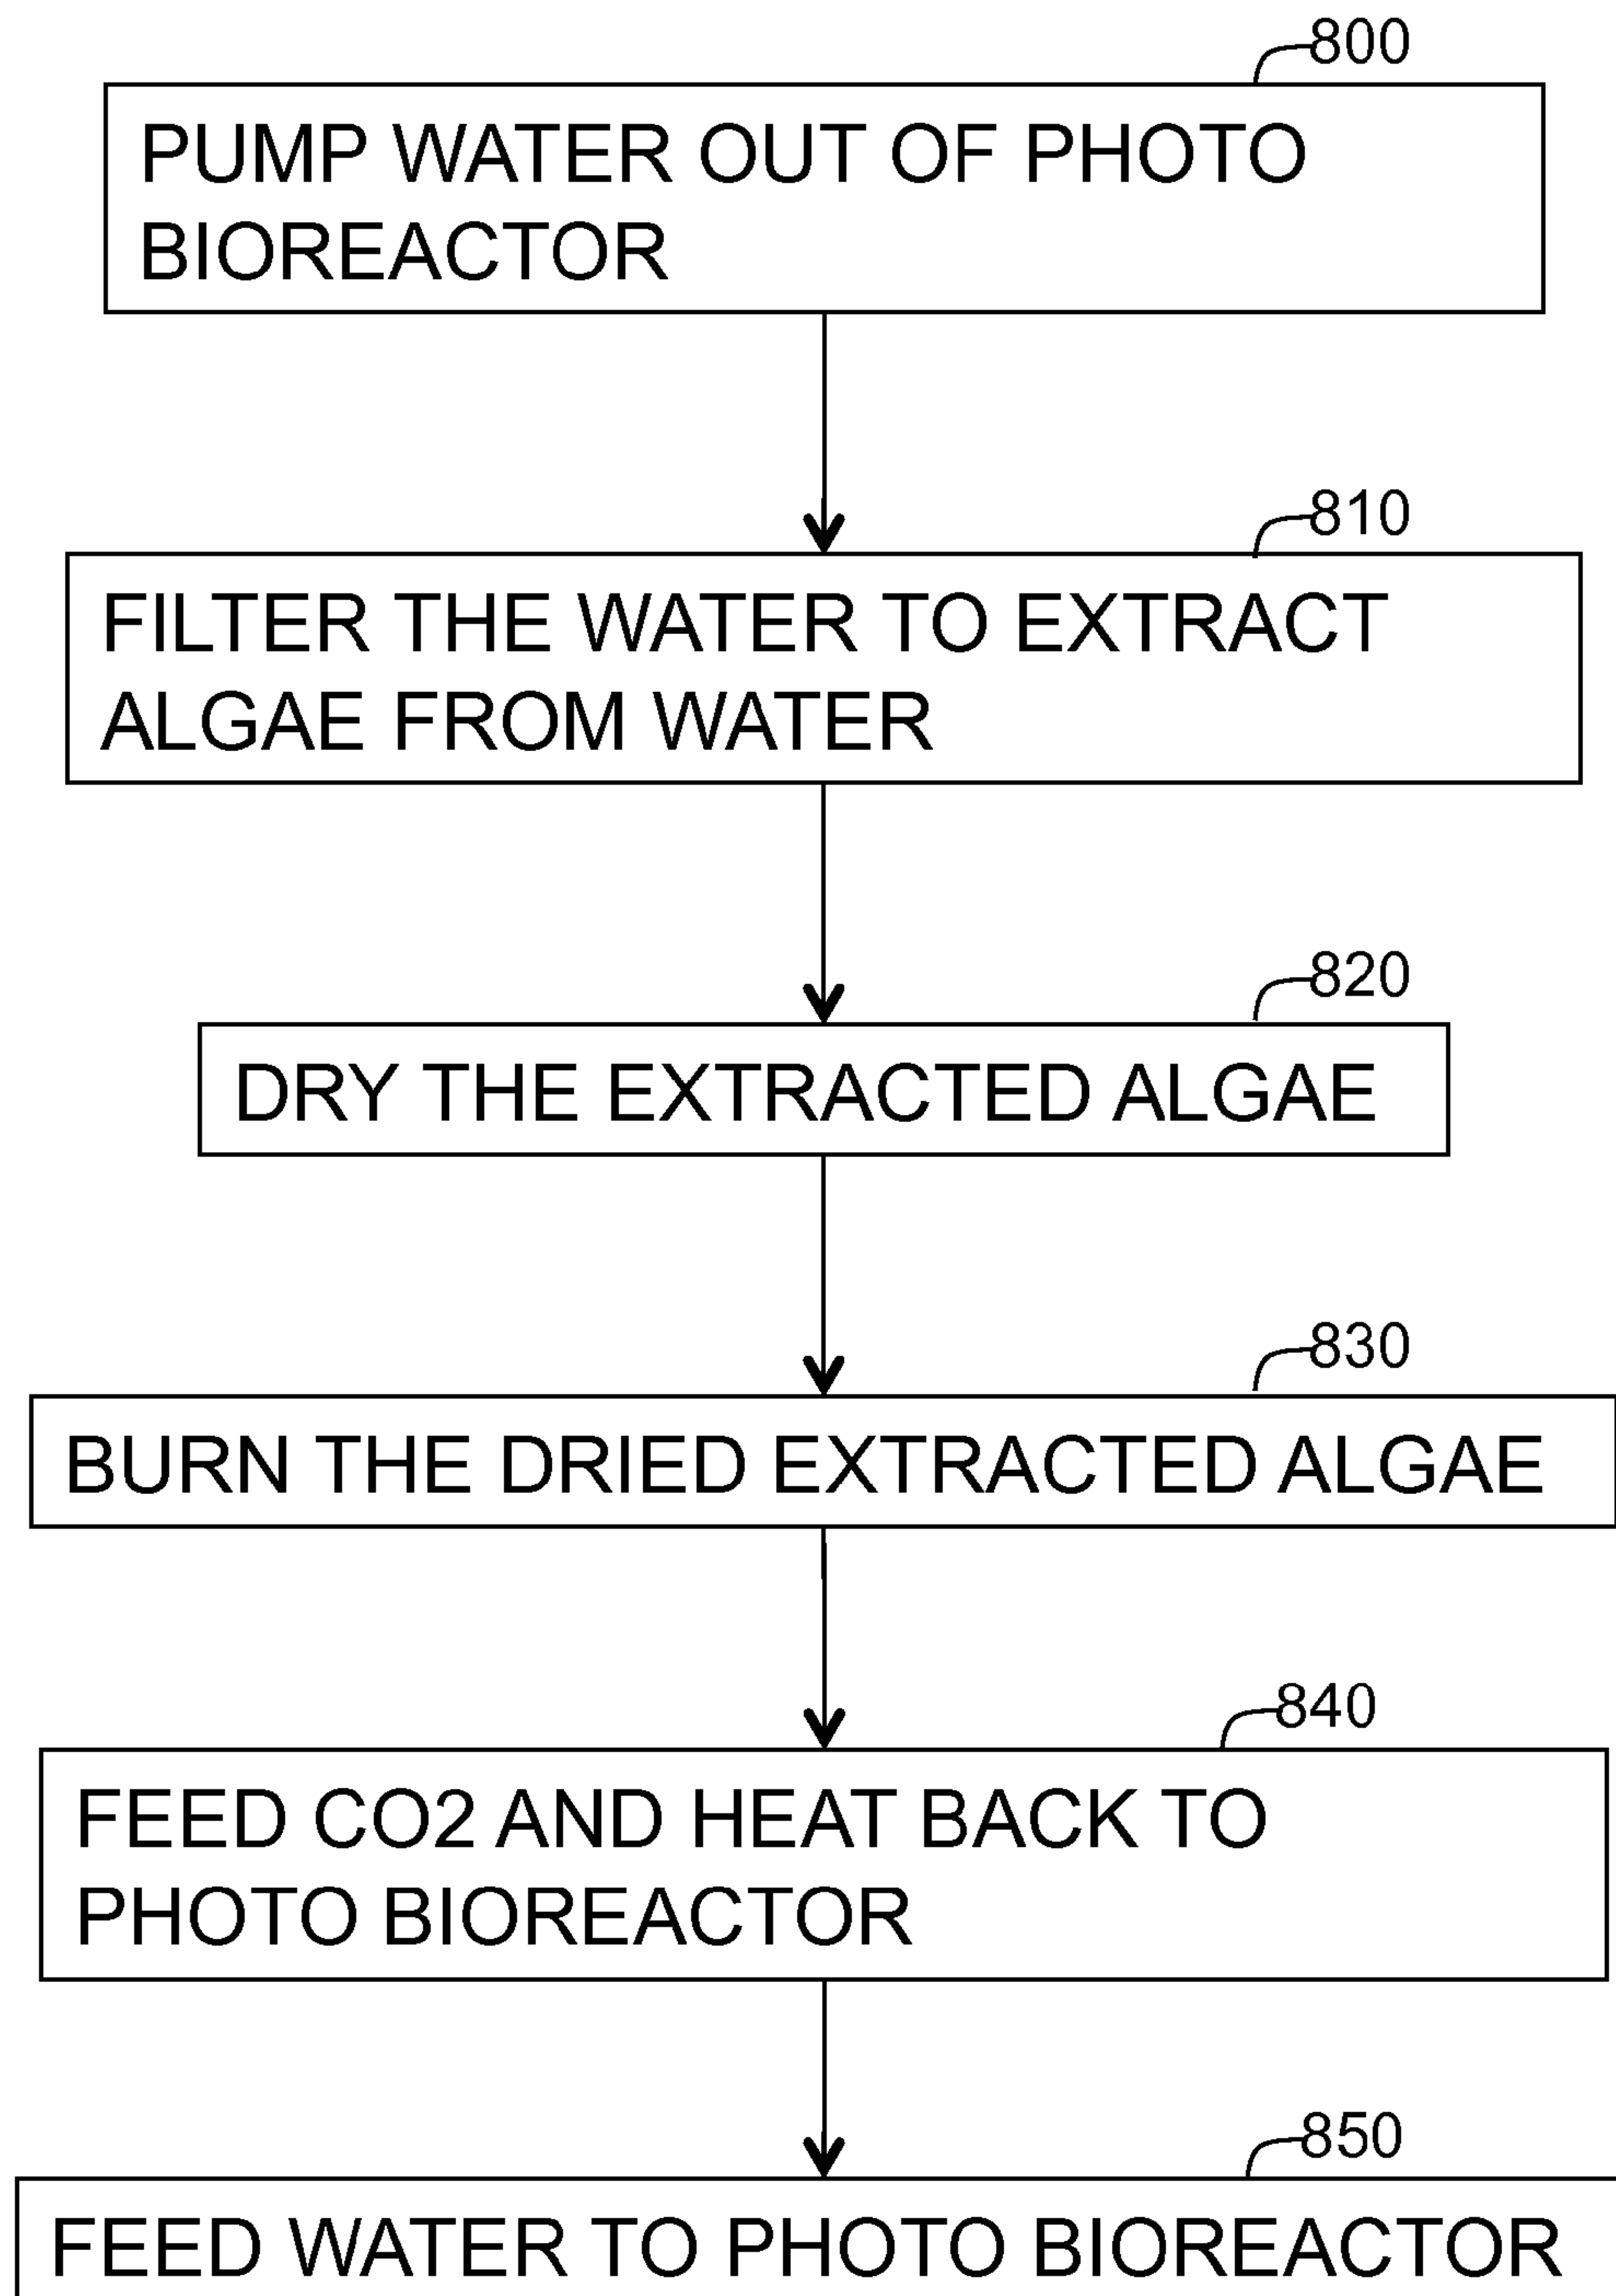 800
PUMP WATER OUT OF PHOTO
BIOREACTOR
810
FILTER THE WATER TO EXTRACT
ALGAE FROM WATER
820
DRY THE EXTRACTED ALGAE
830
BURN THE DRIED EXTRACTED ALGAE
840
FEED CO2 AND HEAT BACK TO
PHOTO BIOREACTOR
850
FEED WATER TO PHOTO BIOREACTOR